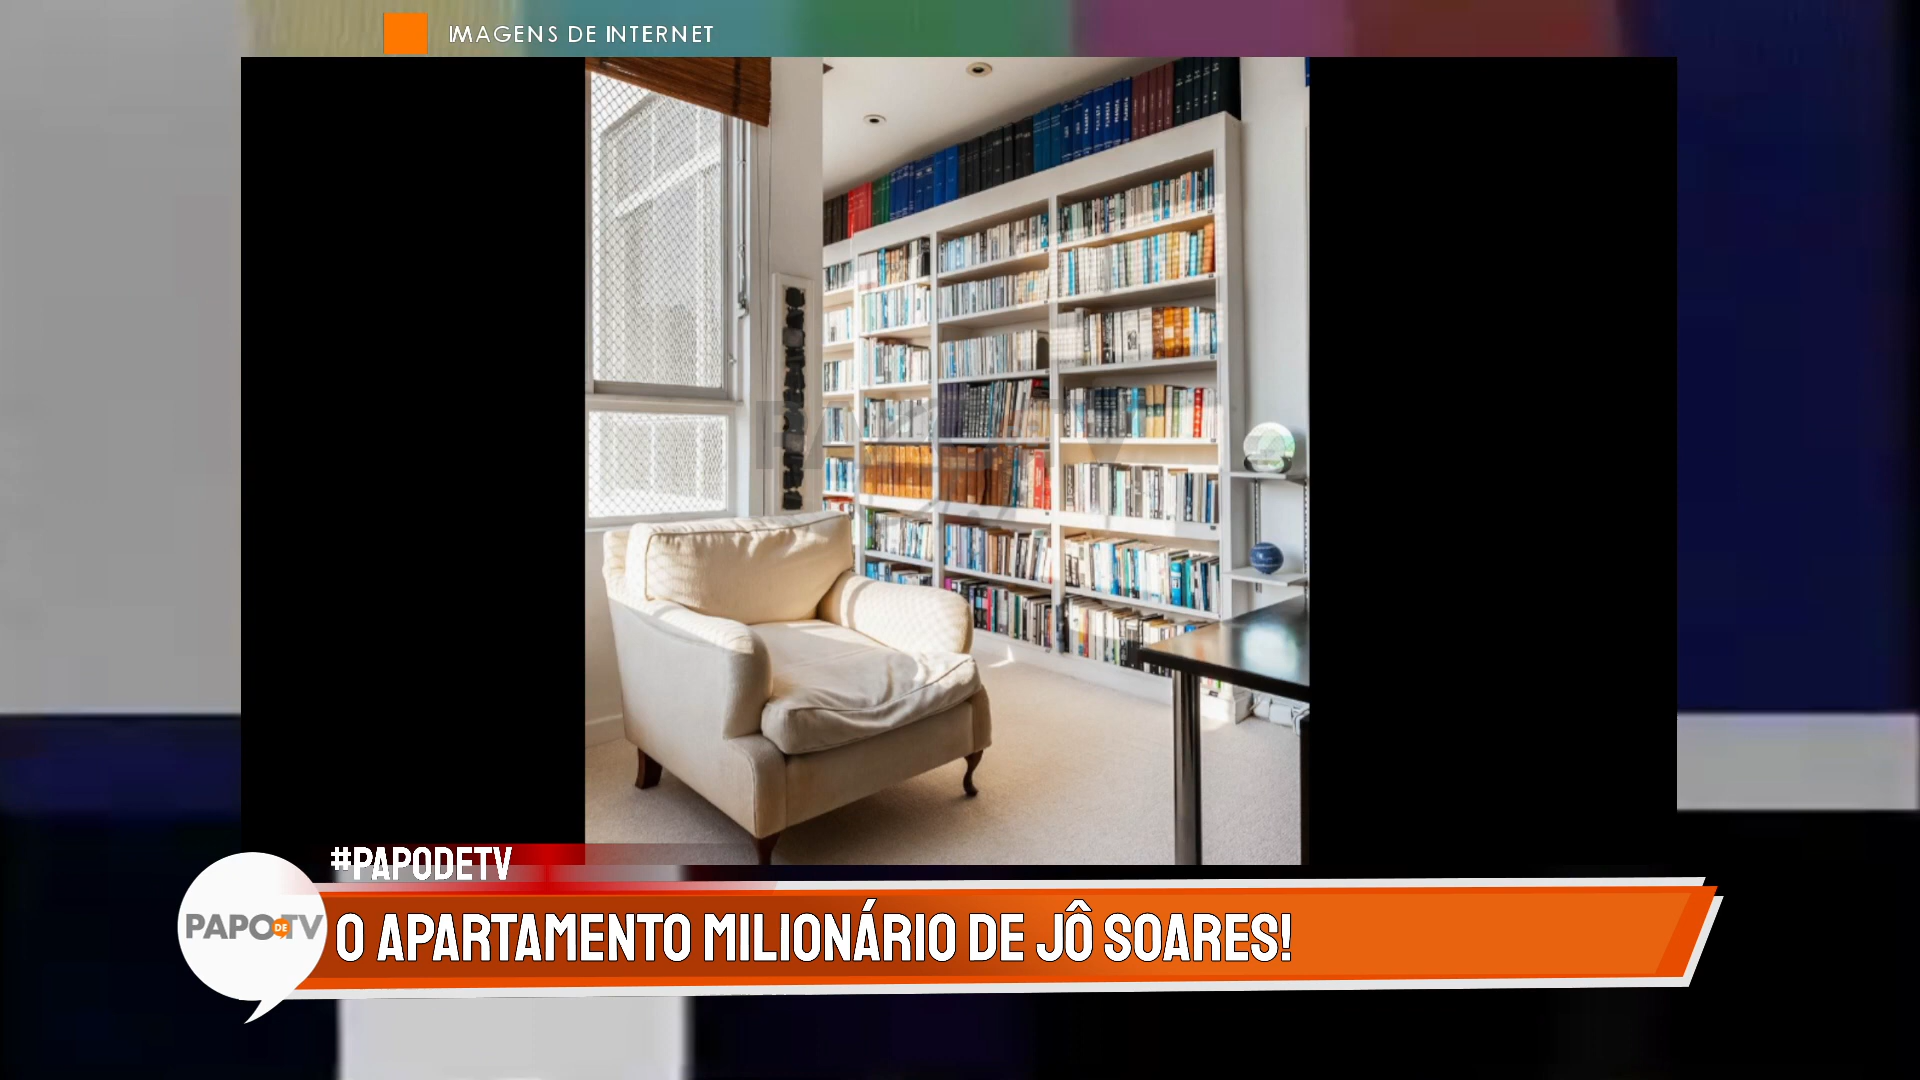 IMAGENS DE INTERNET
#PAPODETV
PAPO DE TV
O APARTAMENTO MILIONÁRIO DE JÔ SOARES!